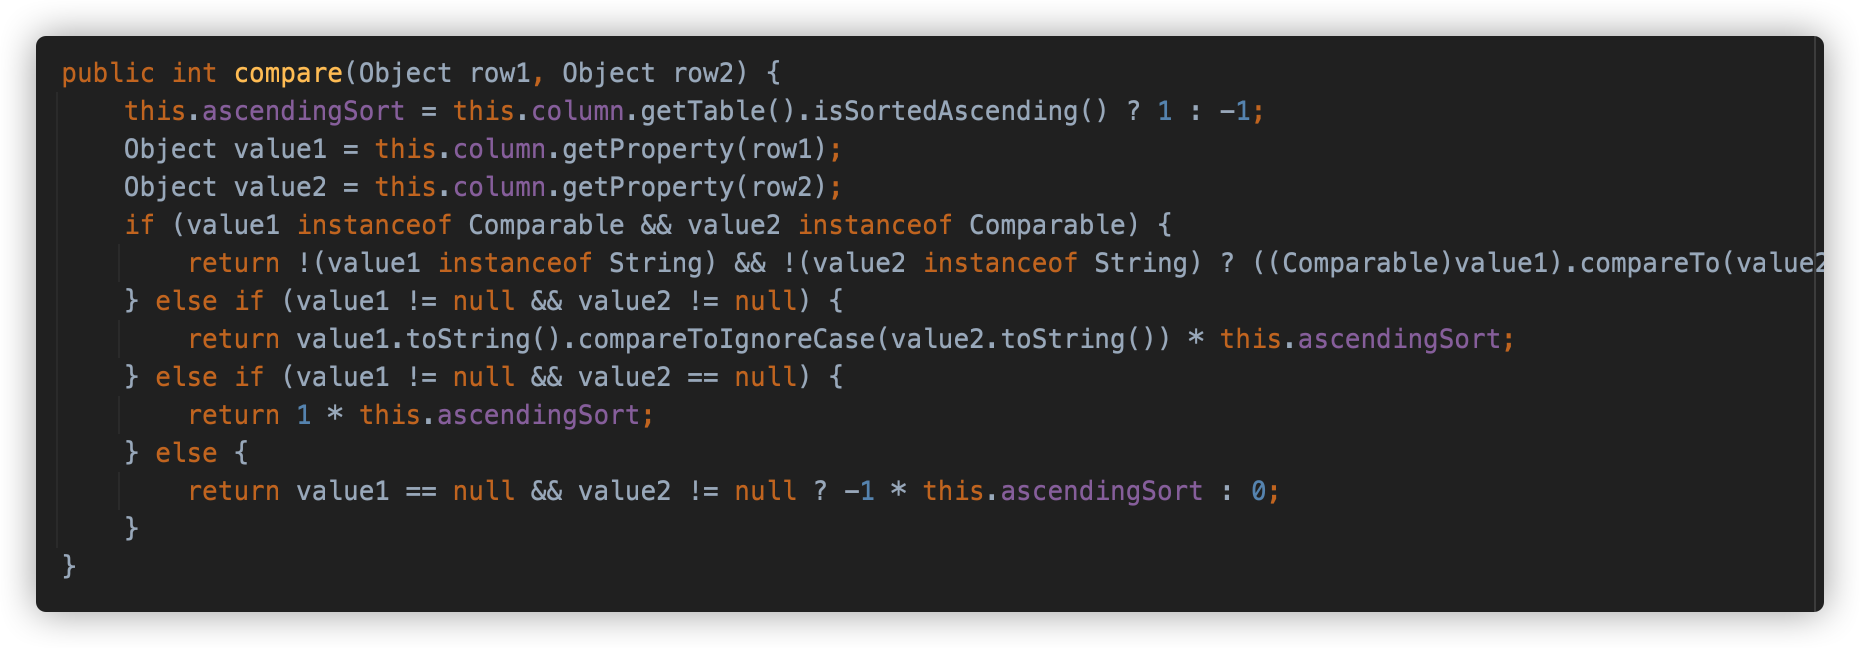 public int compare(Object row1, Object row2) {
    this.ascendingSort = this.column.getTable().isSortedAscending() ? 1 : -1;
    Object value1 = this.column.getProperty(row1);
    Object value2 = this.column.getProperty(row2);
    if (value1 instanceof Comparable && value2 instanceof Comparable) {
        return !(value1 instanceof String) && !(value2 instanceof String) ? ((Comparable)value1).compareTo(value2
    } else if (value1 != null && value2 != null) {
        return value1.toString().compareToIgnoreCase(value2.toString()) * this.ascendingSort;
    } else if (value1 != null && value2 == null) {
        return 1 * this.ascendingSort;
    } else {
        return value1 == null && value2 != null ? -1 * this.ascendingSort : 0;
    }
}